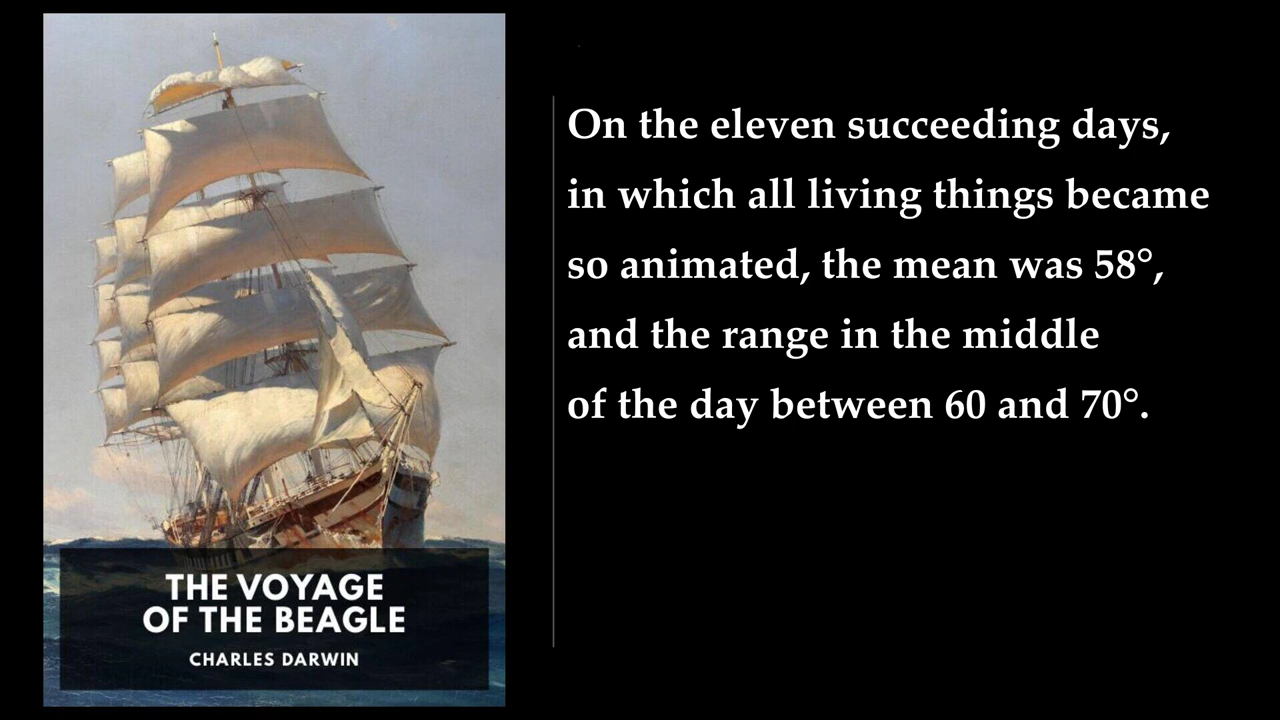 THE VOYAGE
OF THE BEAGLE
CHARLES DARWIN
On the eleven succeeding days,
in which all living things became
so animated, the mean was 58°,
and the range in the middle
of the day between 60 and 70°.